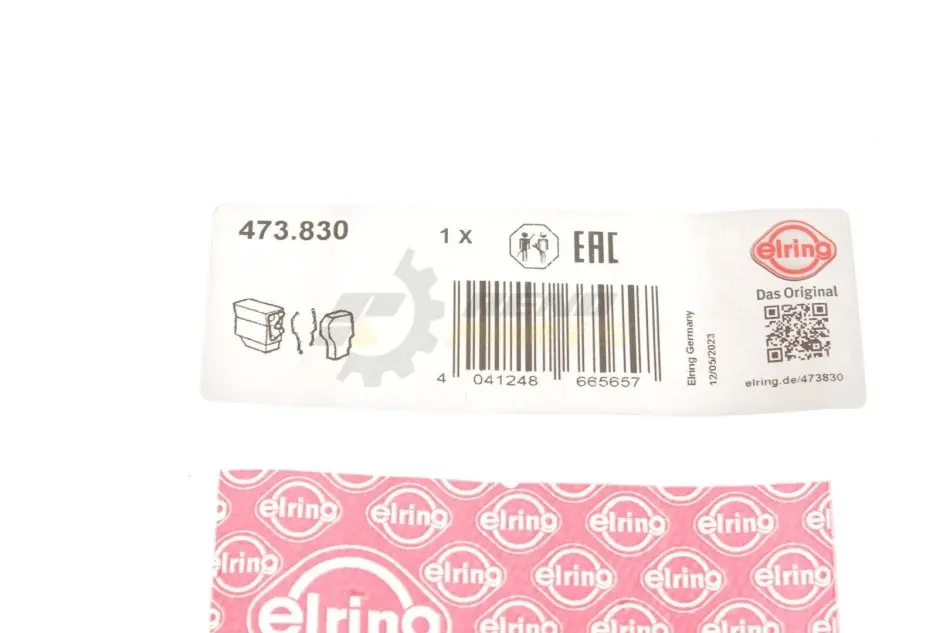 473.830
1 X
EAC
elring
Das Original
elring.de/473830
Elring Germany
12/05/2023
4 041248 665657
elring elring elring elring elring
elring elring elring elring elring
elring